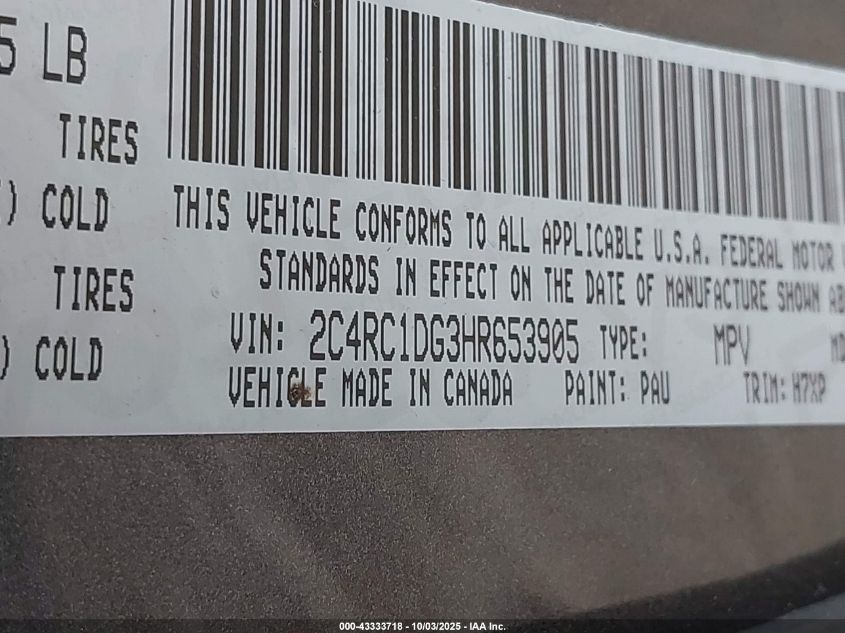 5 LB
TIRES
) COLD
THIS VEHICLE CONFORMS TO ALL APPLICABLE U.S.A. FEDERAL MOTOR
TIRES
STANDARDS IN EFFECT ON THE DATE OF MANUFACTURE SHOWN AB
) COLD
VIN: 2C4RC1DG3HR653905 TYPE: MPV MD
VEHICLE MADE IN CANADA PAINT: PAU TRIM: H7XP
000-43333718 - 10/03/2025 - IAA Inc.